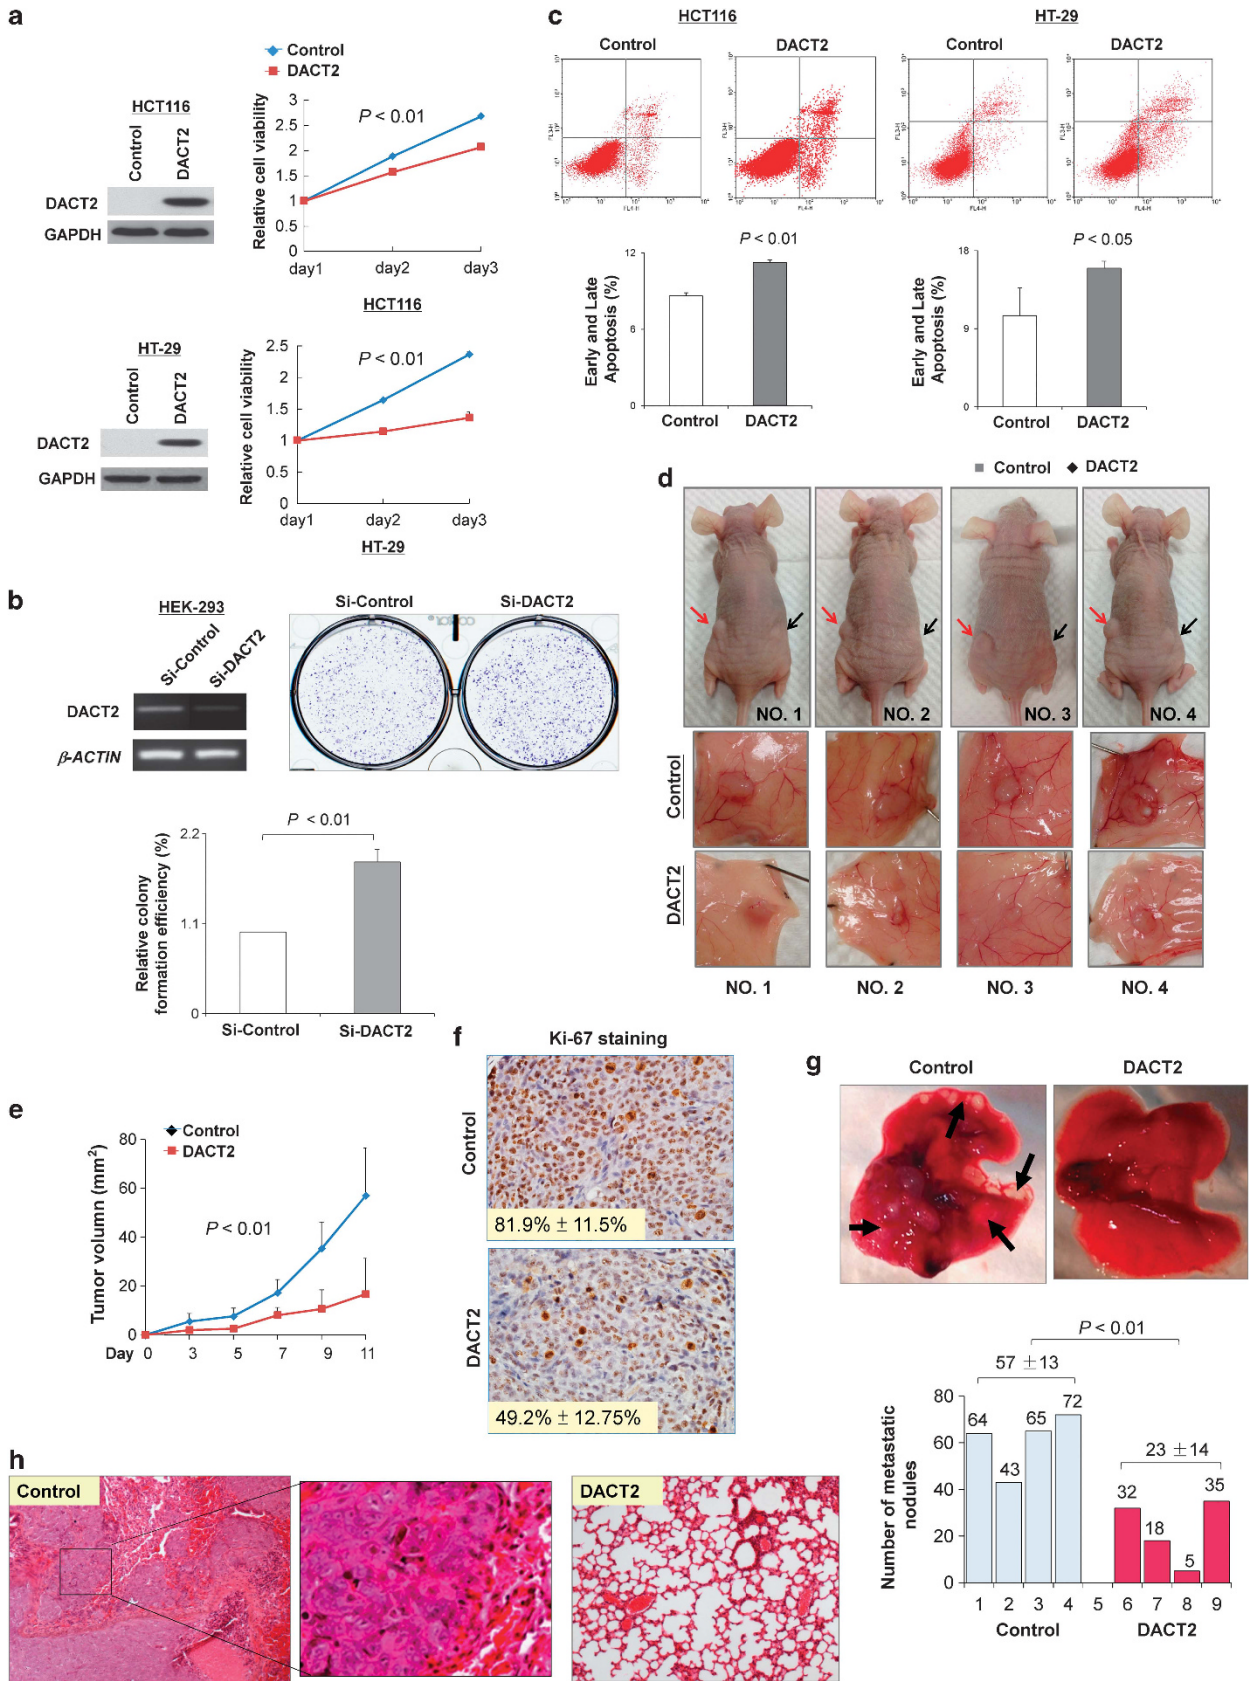 a
Control
DACT2
HCT116
Control
DACT2
DACT2
GAPDH
Relative cell viability
3
2.5
2
1.5
1
0.5
0
P < 0.01
day1 day2 day3
HCT116
HT-29
Control
DACT2
DACT2
GAPDH
Relative cell viability
2.5
2
1.5
1
0.5
0
P < 0.01
day1 day2 day3
HT-29
b
HEK-293
Si-Control
Si-DACT2
DACT2
β-ACTIN
Si-Control Si-DACT2
Relative colony
formation efficiency (%)
2.2
1.1
0
P < 0.01
Si-Control Si-DACT2
c
HCT116 HT-29
Control DACT2 Control DACT2
FL3-H FL3-H FL3-H FL3-H
FL4-H FL4-H FL4-H FL4-H
Early and Late
Apoptosis (%)
12
6
0
P < 0.01
Control DACT2
Early and Late
Apoptosis (%)
18
9
0
P < 0.05
Control DACT2
d
Control DACT2
NO. 1 NO. 2 NO. 3 NO. 4
Control
DACT2
NO. 1 NO. 2 NO. 3 NO. 4
e
Control
DACT2
Tumor volumn (mm²)
80
60
40
20
0
P < 0.01
Day 0 3 5 7 9 11
f
Ki-67 staining
Control
81.9% ± 11.5%
DACT2
49.2% ± 12.75%
g
Control DACT2
P < 0.01
57 ± 13
23 ± 14
Number of metastatic
nodules
80
60
40
20
0
64 43 65 72 32 18 5 35
1 2 3 4 5 6 7 8 9
Control DACT2
h
Control
DACT2